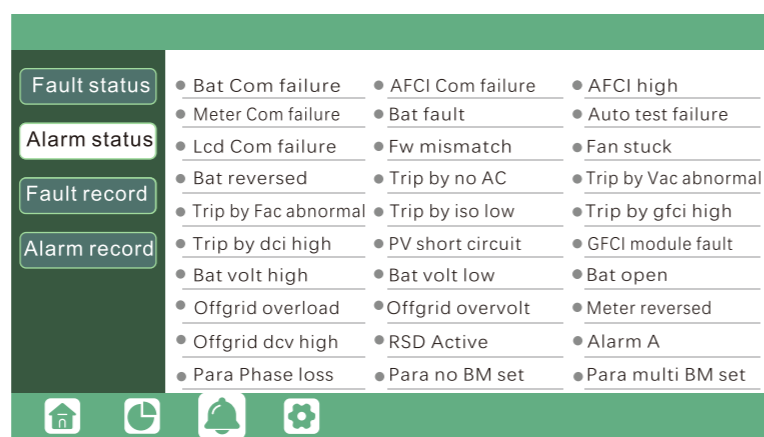 Fault status
Alarm status
Fault record
Alarm record
Bat Com failure AFCI Com failure AFCI high
Meter Com failure Bat fault Auto test failure
Lcd Com failure Fw mismatch Fan stuck
Bat reversed Trip by no AC Trip by Vac abnormal
Trip by Fac abnormal Trip by iso low Trip by gfci high
Trip by dci high PV short circuit GFCI module fault
Bat volt high Bat volt low Bat open
Offgrid overload Offgrid overvolt Meter reversed
Offgrid dcv high RSD Active Alarm A
Para Phase loss Para no BM set Para multi BM set